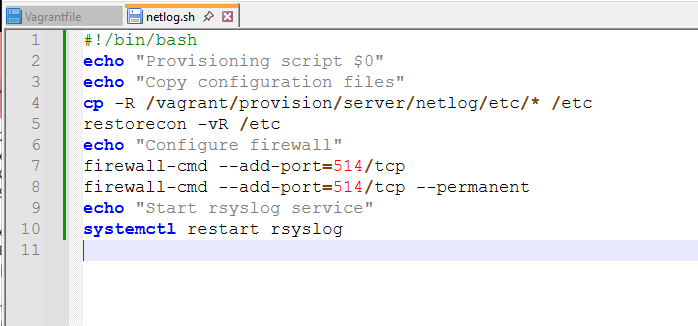 Vagrantfile netlog.sh
1 #!/bin/bash
2 echo "Provisioning script $0"
3 echo "Copy configuration files"
4 cp -R /vagrant/provision/server/netlog/etc/* /etc
5 restorecon -vR /etc
6 echo "Configure firewall"
7 firewall-cmd --add-port=514/tcp
8 firewall-cmd --add-port=514/tcp --permanent
9 echo "Start rsyslog service"
10 systemctl restart rsyslog
11